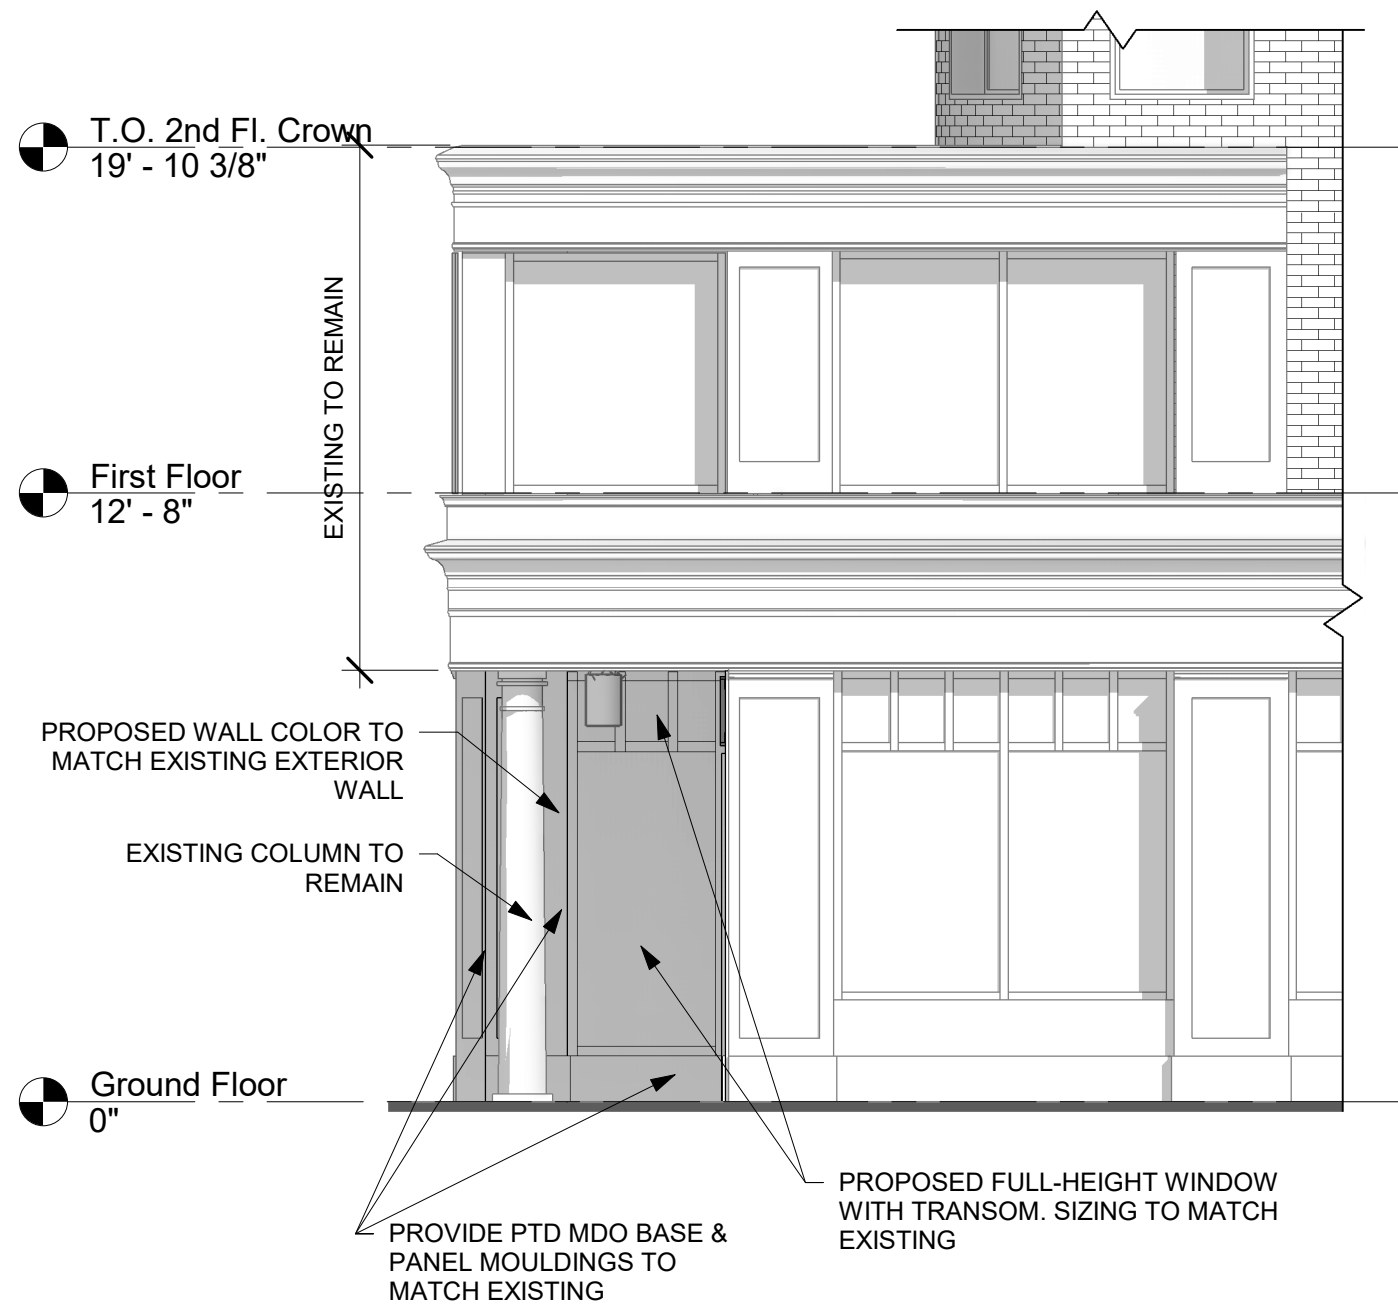 T.O. 2nd Fl. Crown
19' - 10 3/8"
EXISTING TO REMAIN
First Floor
12' - 8"
PROPOSED WALL COLOR TO
MATCH EXISTING EXTERIOR
WALL
EXISTING COLUMN TO
REMAIN
Ground Floor
0"
PROPOSED FULL-HEIGHT WINDOW
WITH TRANSOM. SIZING TO MATCH
EXISTING
PROVIDE PTD MDO BASE &
PANEL MOULDINGS TO
MATCH EXISTING